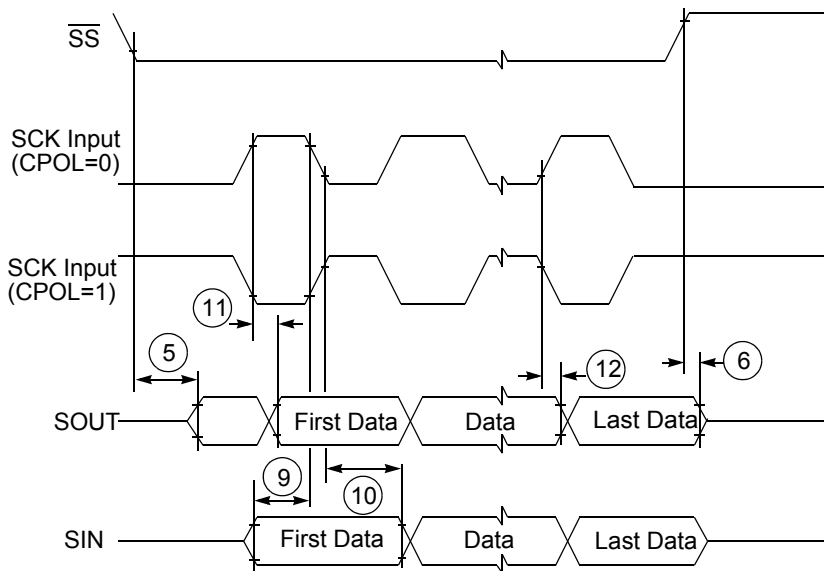 SS
SCK Input
(CPOL=0)
SCK Input
(CPOL=1)
11
5
12
6
SOUT
First Data
Data
Last Data
9
10
SIN
First Data
Data
Last Data